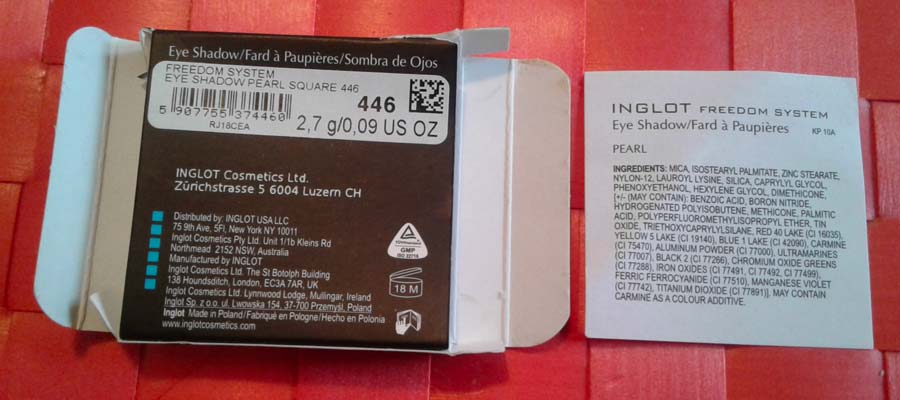 Eye Shadow/Fard à Paupières/Sombra de Ojos
FREEDOM SYSTEM
EYE SHADOW PEARL SQUARE 446
446
5 907755 374460
RJ18CEA
2,7 g/0,09 US OZ
INGLOT Cosmetics Ltd.
Zürichstrasse 5 6004 Luzern CH
Distributed by: INGLOT USA LLC
75 9th Ave, 5Fl, New York NY 10011
Inglot Cosmetics Pty Ltd. Unit 1/1b Kleins Rd
Northmead 2152 NSW, Australia
Manufactured by INGLOT
Inglot Cosmetics Ltd. The St Botolph Building
138 Houndsditch, London, EC3A 7AR, UK
Inglot Cosmetics Ltd. Lynnwood Lodge, Mullingar, Ireland
Inglot Sp. z o.o. ul. Lwowska 154, 37-700 Przemyśl, Poland
Inglot Made in Poland/Fabriqué en Pologne/Hecho en Polonia
www.inglotcosmetics.com
GMP
ISO 22716
18 M
INGLOT FREEDOM SYSTEM
Eye Shadow/Fard à Paupières KP 10A
PEARL
INGREDIENTS: MICA, ISOSTEARYL PALMITATE, ZINC STEARATE,
NYLON-12, LAUROYL LYSINE, SILICA, CAPRYLYL GLYCOL,
PHENOXYETHANOL, HEXYLENE GLYCOL, DIMETHICONE,
[+/- (MAY CONTAIN): BENZOIC ACID, BORON NITRIDE,
HYDROGENATED POLYISOBUTENE, METHICONE, PALMITIC
ACID, POLYPERFLUOROMETHYLISOPROPYL ETHER, TIN
OXIDE, TRIETHOXYCAPRYLYLSILANE, RED 40 LAKE (CI 16035),
YELLOW 5 LAKE (CI 19140), BLUE 1 LAKE (CI 42090), CARMINE
(CI 75470), ALUMINUM POWDER (CI 77000), ULTRAMARINES
(CI 77007), BLACK 2 (CI 77266), CHROMIUM OXIDE GREENS
(CI 77288), IRON OXIDES (CI 77491, CI 77492, CI 77499),
FERRIC FERROCYANIDE (CI 77510), MANGANESE VIOLET
(CI 77742), TITANIUM DIOXIDE (CI 77891)]. MAY CONTAIN
CARMINE AS A COLOUR ADDITIVE.